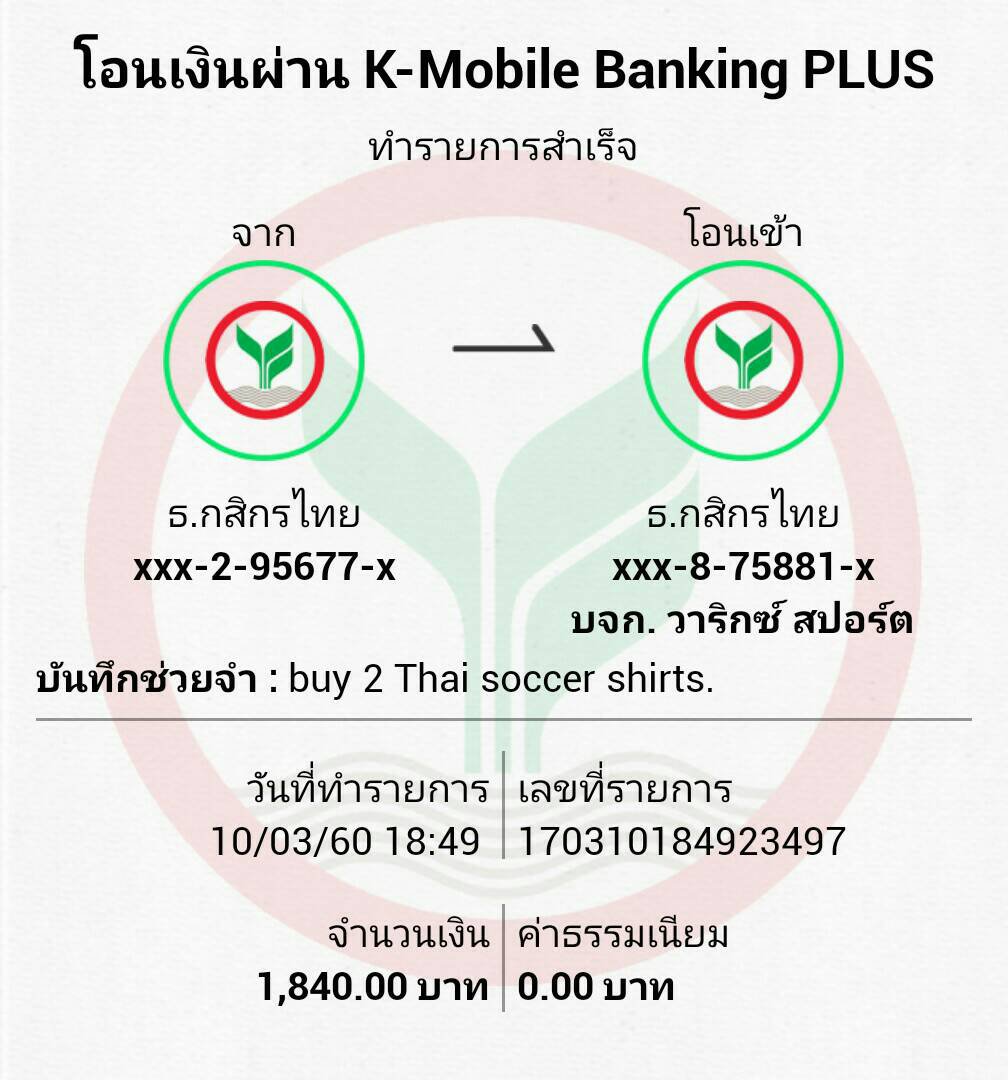 โอนเงินผ่าน K-Mobile Banking PLUS
ทำรายการสำเร็จ
จาก
โอนเข้า
ธ.กสิกรไทย
xxx-2-95677-x
ธ.กสิกรไทย
xxx-8-75881-x
บจก. วาริกซ์ สปอร์ต
บันทึกช่วยจำ : buy 2 Thai soccer shirts.
วันที่ทำรายการ
10/03/60 18:49
เลขที่รายการ
170310184923497
จำนวนเงิน
1,840.00 บาท
ค่าธรรมเนียม
0.00 บาท